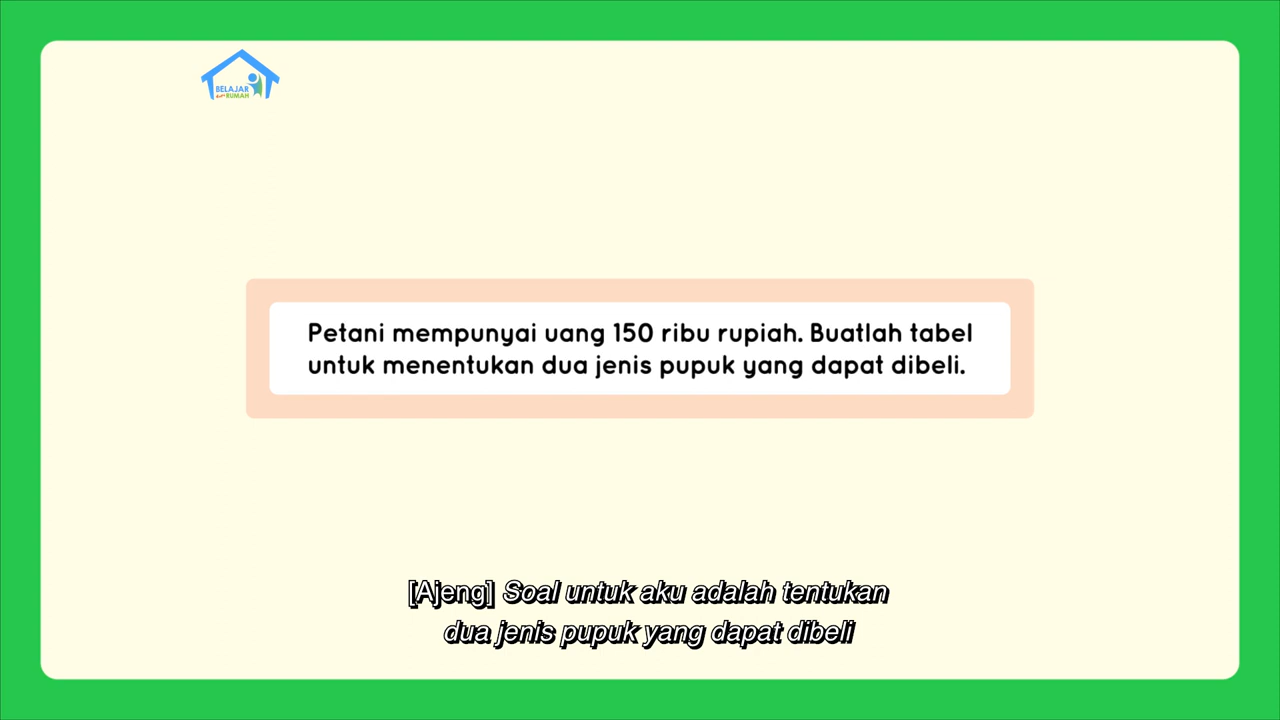 BELAJAR
dari RUMAH
Petani mempunyai uang 150 ribu rupiah. Buatlah tabel
untuk menentukan dua jenis pupuk yang dapat dibeli.
[Ajeng] Soal untuk aku adalah tentukan
dua jenis pupuk yang dapat dibeli